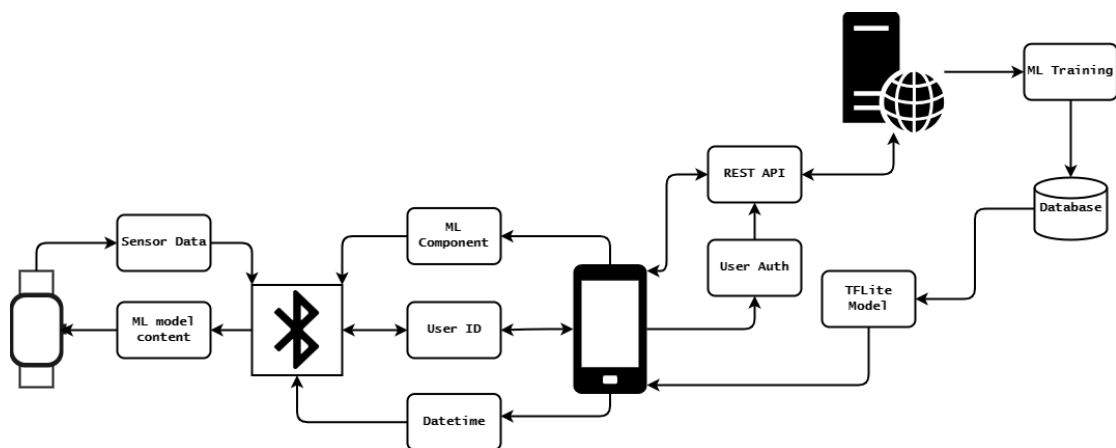 ML Training
REST API
Database
Sensor Data
ML
Component
User Auth
TFLite
Model
ML model
content
User ID
Datetime